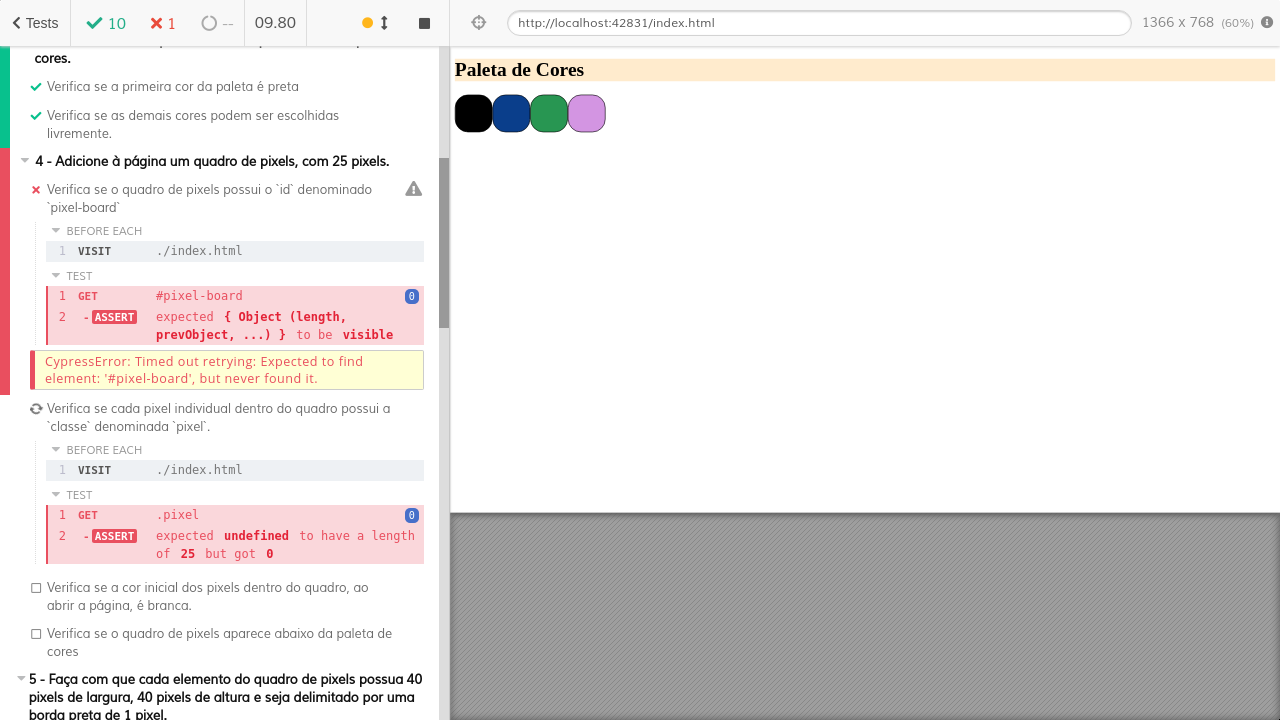 Tests 10 1 -- 09.80
http://localhost:42831/index.html 1366 x 768 (60%)
cores.
Verifica se a primeira cor da paleta é preta
Verifica se as demais cores podem ser escolhidas
livremente.
4 - Adicione à página um quadro de pixels, com 25 pixels.
Verifica se o quadro de pixels possui o `id` denominado
`pixel-board`
BEFORE EACH
1 VISIT ./index.html
TEST
1 GET #pixel-board 0
2 -ASSERT expected { Object (length,
prevObject, ...) } to be visible
CypressError: Timed out retrying: Expected to find
element: '#pixel-board', but never found it.
Verifica se cada pixel individual dentro do quadro possui a
`classe` denominada `pixel`.
BEFORE EACH
1 VISIT ./index.html
TEST
1 GET .pixel 0
2 -ASSERT expected undefined to have a length
of 25 but got 0
Verifica se a cor inicial dos pixels dentro do quadro, ao
abrir a página, é branca.
Verifica se o quadro de pixels aparece abaixo da paleta de
cores
5 - Faça com que cada elemento do quadro de pixels possua 40
pixels de largura, 40 pixels de altura e seja delimitado por uma
borda preta de 1 pixel.
Paleta de Cores